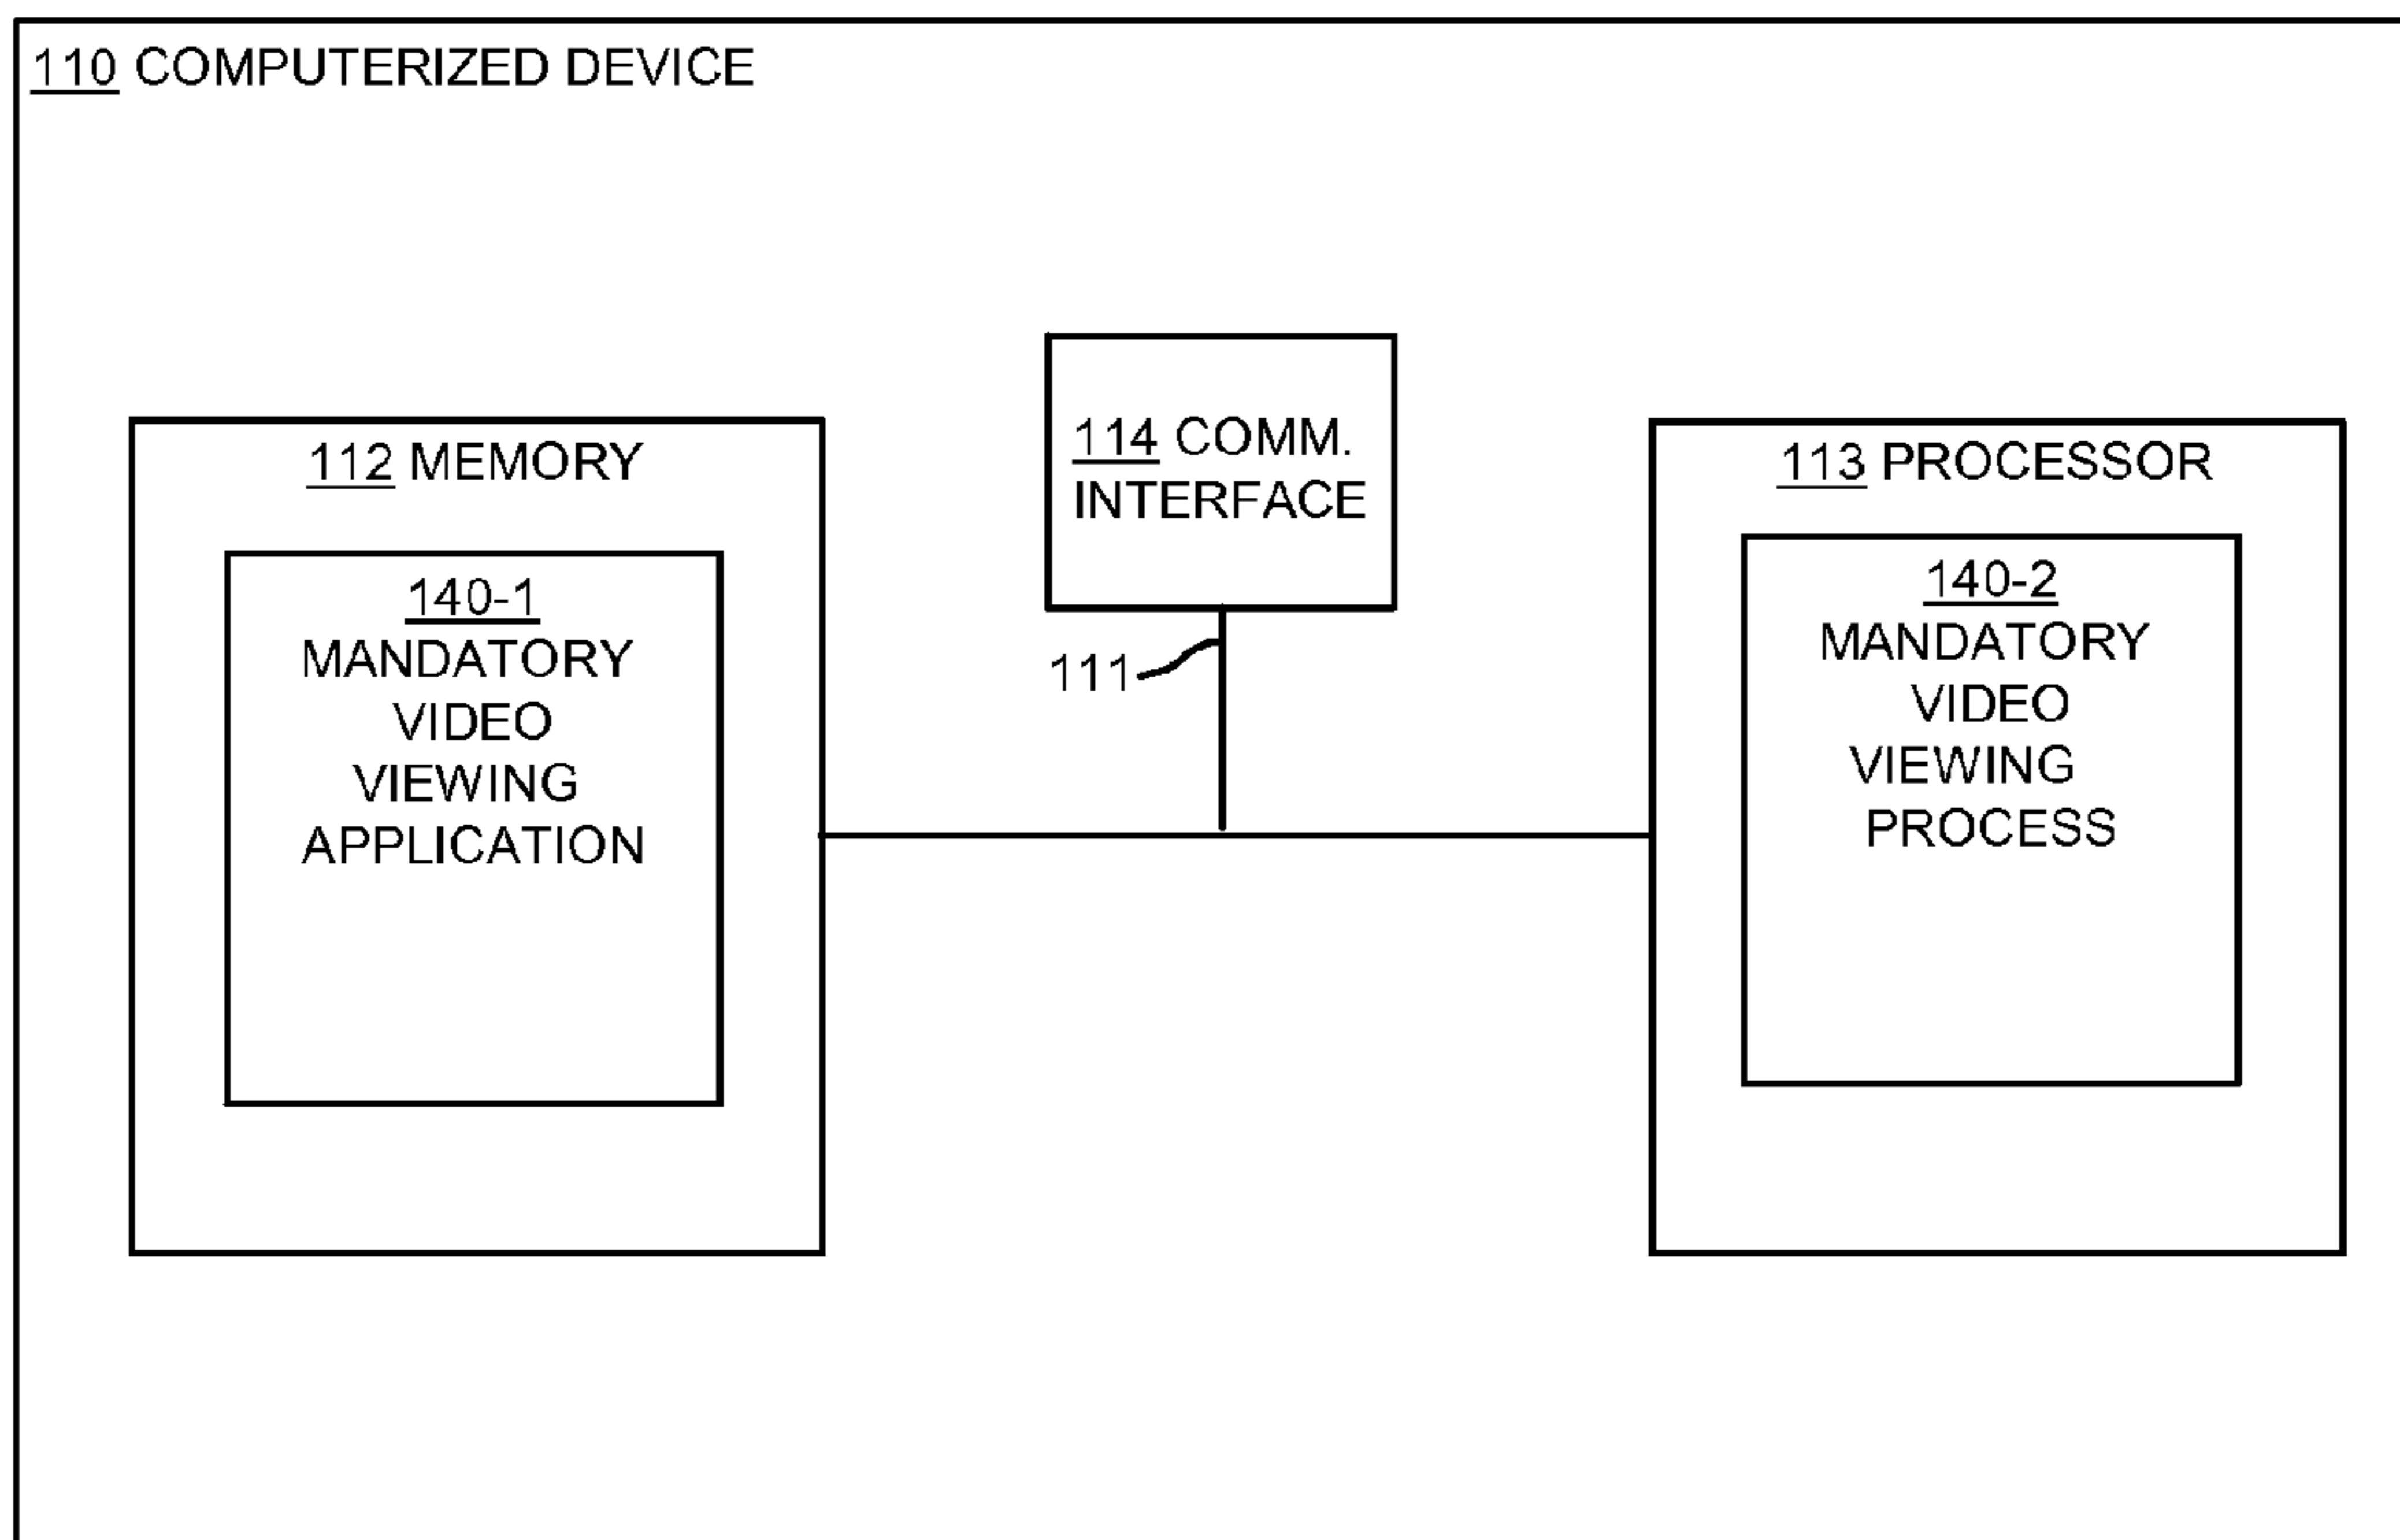 110 COMPUTERIZED DEVICE
112 MEMORY
140-1
MANDATORY
VIDEO
VIEWING
APPLICATION
114 COMM.
INTERFACE
111
113 PROCESSOR
140-2
MANDATORY
VIDEO
VIEWING
PROCESS